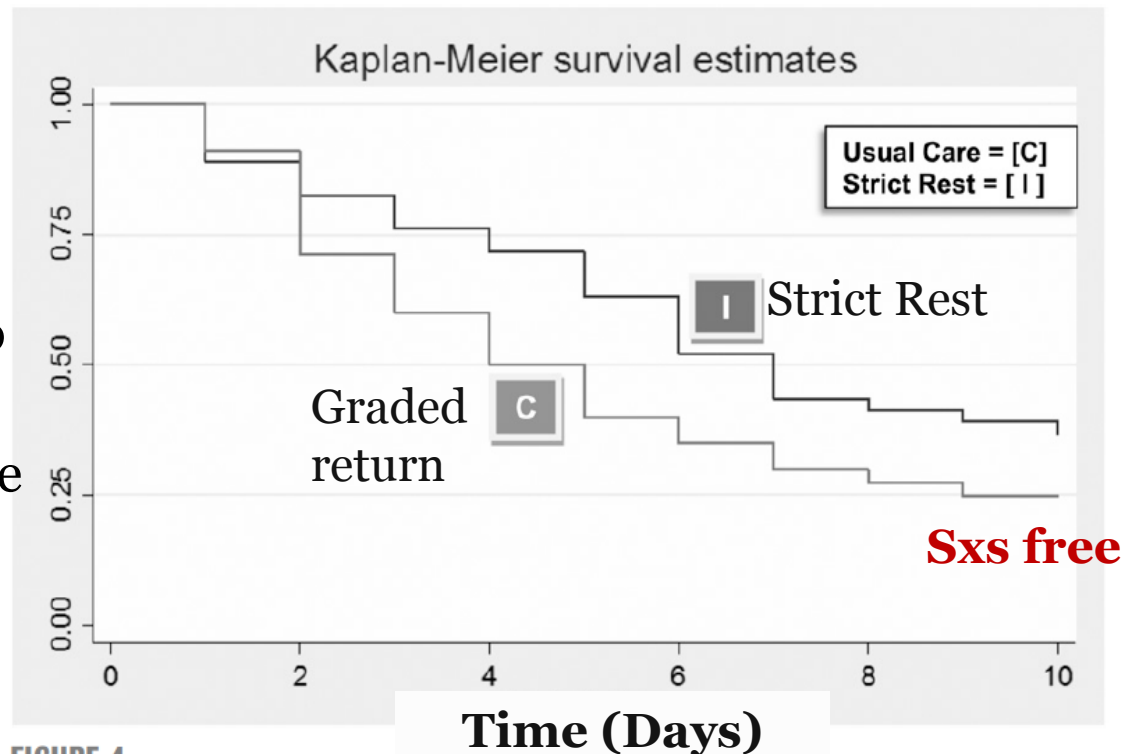 Kaplan-Meier survival estimates
1.00
0.75
0.50
0.25
0.00
Usual Care = [C]
Strict Rest = [ I ]
I
Strict Rest
Graded
return
C
Sxs free
0 2 4 6 8 10
Time (Days)